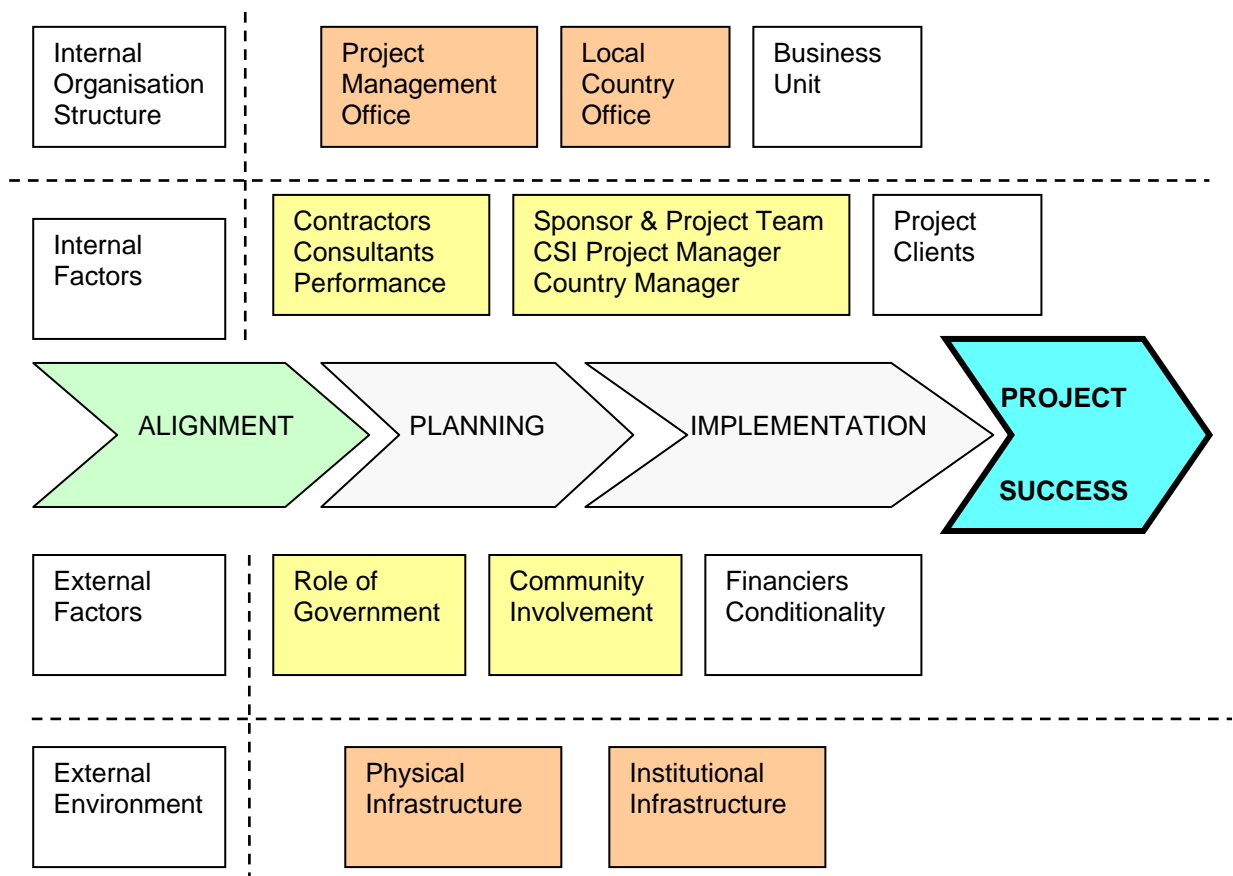 Internal
Organisation
Structure
Project
Management
Office
Local
Country
Office
Business
Unit
Internal
Factors
Contractors
Consultants
Performance
Sponsor & Project Team
CSI Project Manager
Country Manager
Project
Clients
ALIGNMENT
PLANNING
IMPLEMENTATION
PROJECT
SUCCESS
External
Factors
Role of
Government
Community
Involvement
Financiers
Conditionality
External
Environment
Physical
Infrastructure
Institutional
Infrastructure